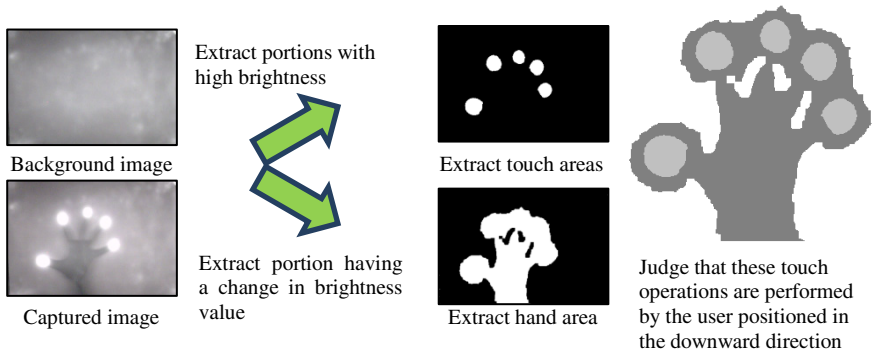 Extract portions with
high brightness
Background image
Captured image
Extract portion having
a change in brightness
value
Extract touch areas
Extract hand area
Judge that these touch
operations are performed
by the user positioned in
the downward direction